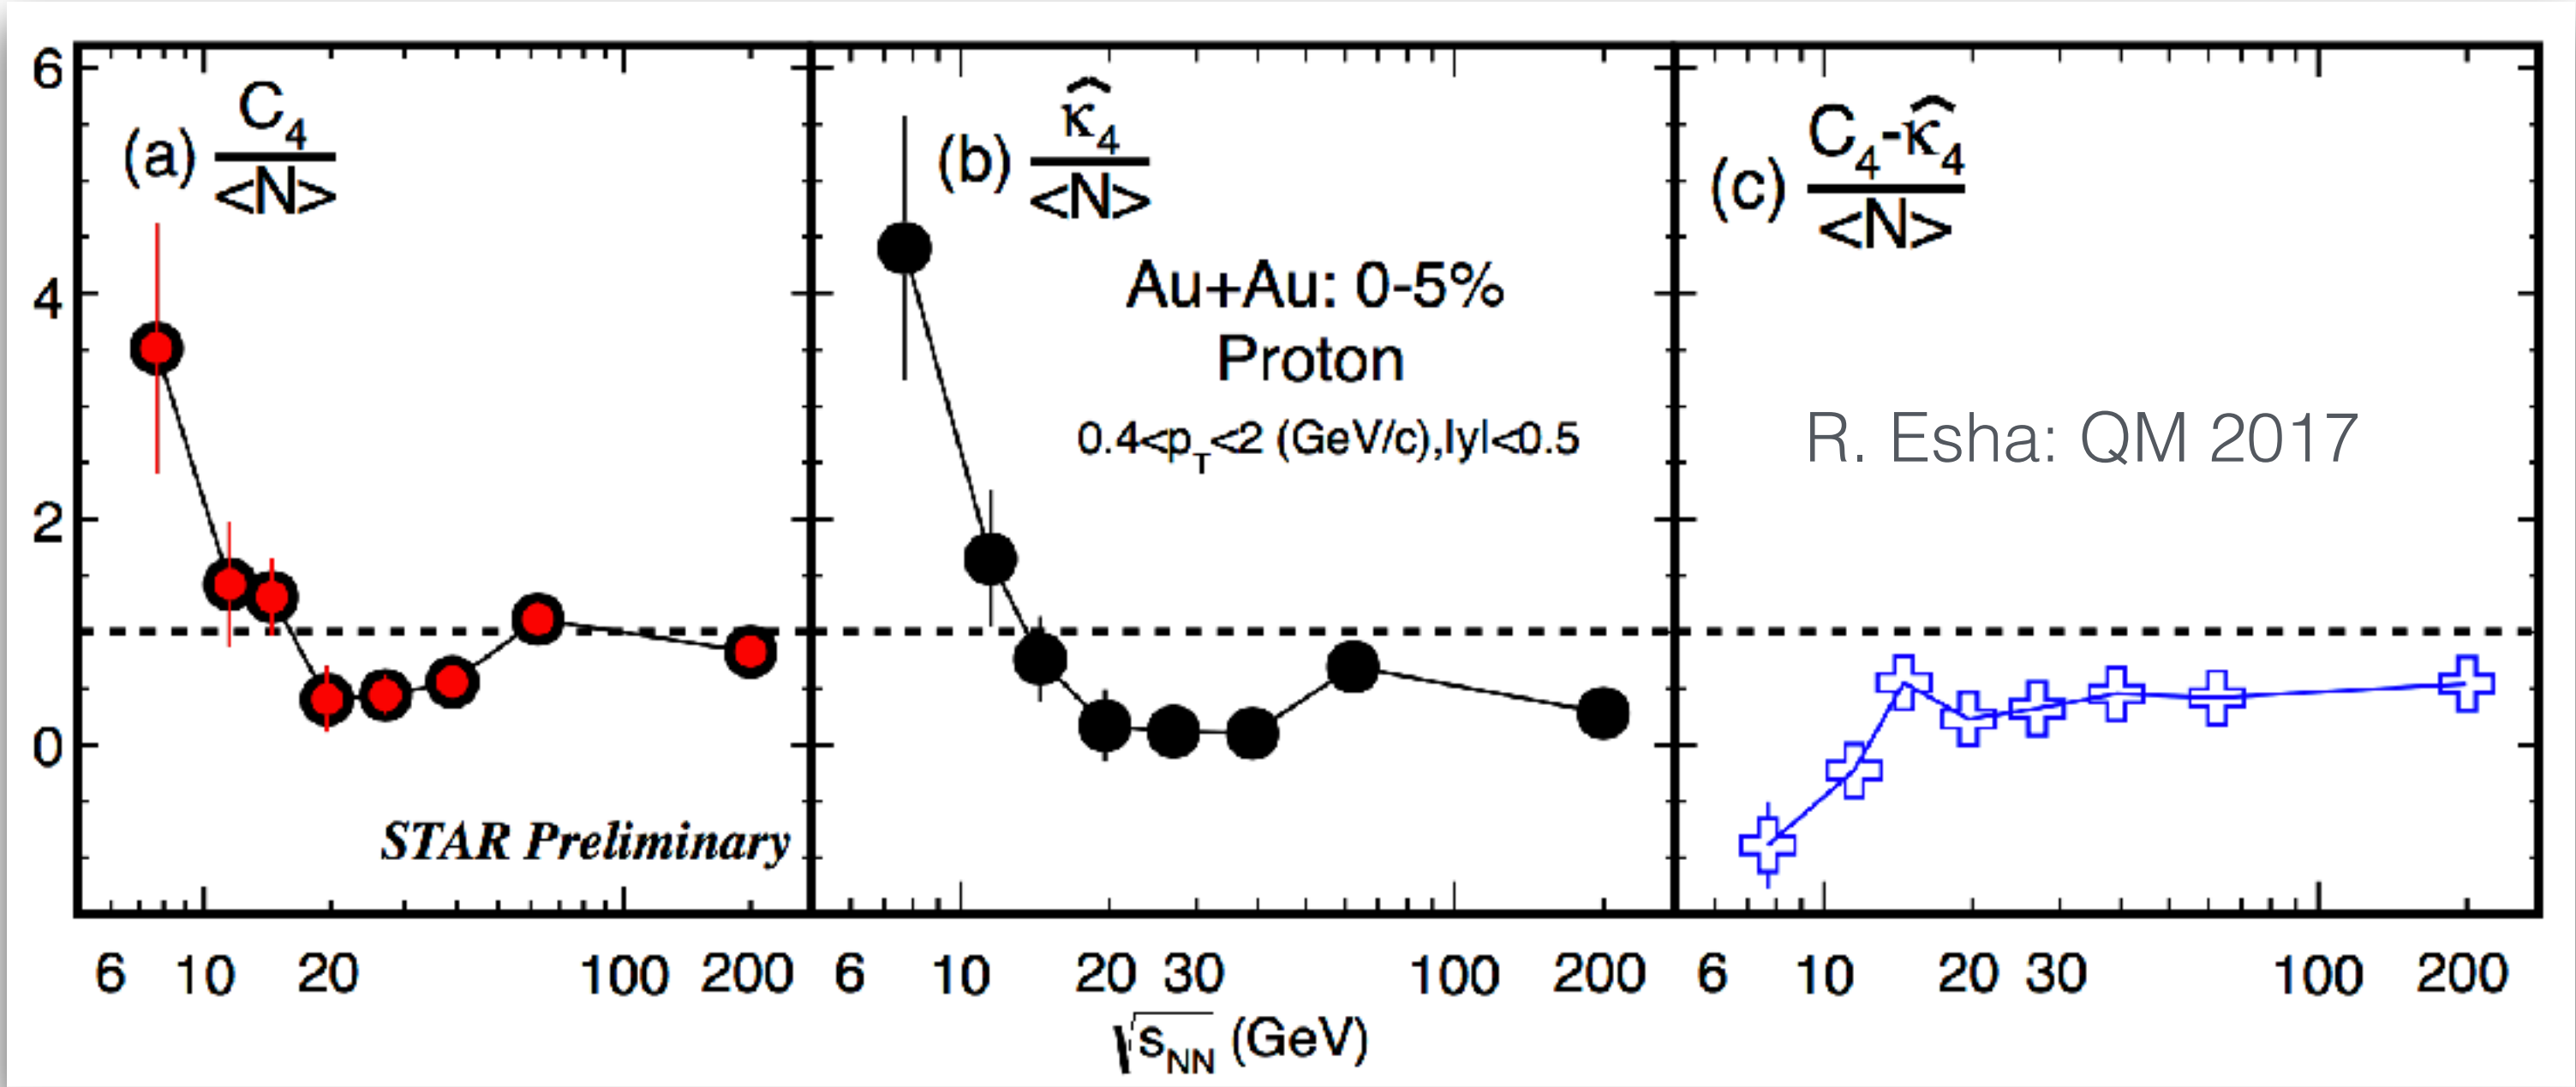 6
4
2
0
(a) C4
<N>
STAR Preliminary
(b) κ̂4
<N>
Au+Au: 0-5%
Proton
0.4<pT<2 (GeV/c),|y|<0.5
(c) C4-κ̂4
<N>
R. Esha: QM 2017
6 10 20 100 200 6 10 20 30 100 200 6 10 20 30 100 200
√sNN (GeV)